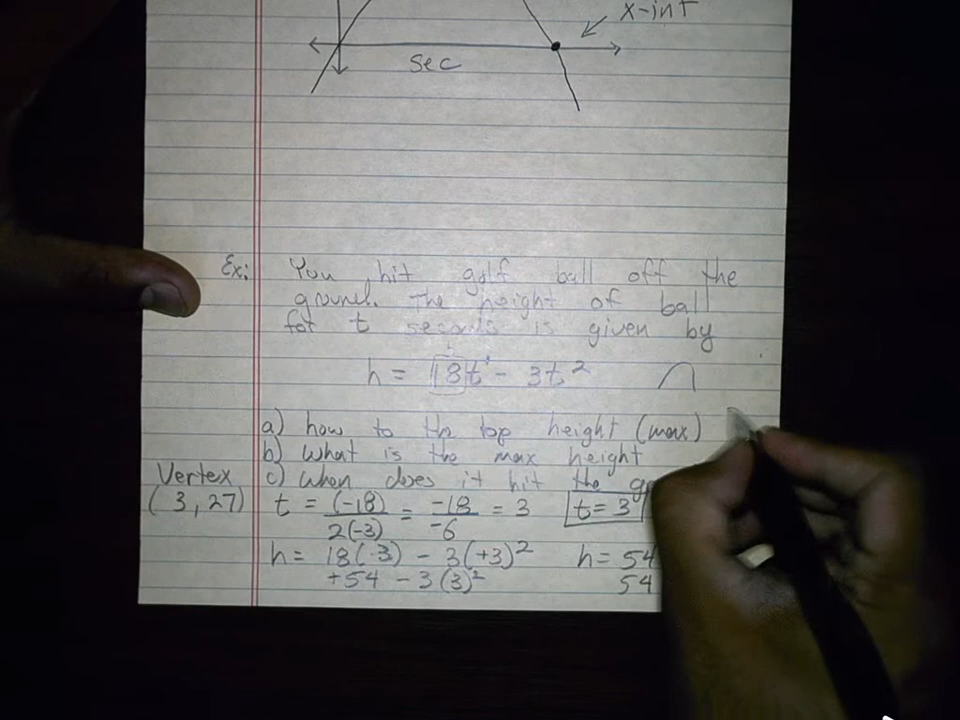 x-int
sec
Ex: You hit golf ball off the
ground. The height of ball
for t seconds is given by
h = 18t - 3t²
a) how to the top height (max)
b) What is the max height
Vertex c) when does it hit the
(3, 27) t = (-18) / 2(-3) = -18 / -6 = 3 t = 3
h = 18(3) - 3(+3)² h = 54
+54 - 3(3)² 54